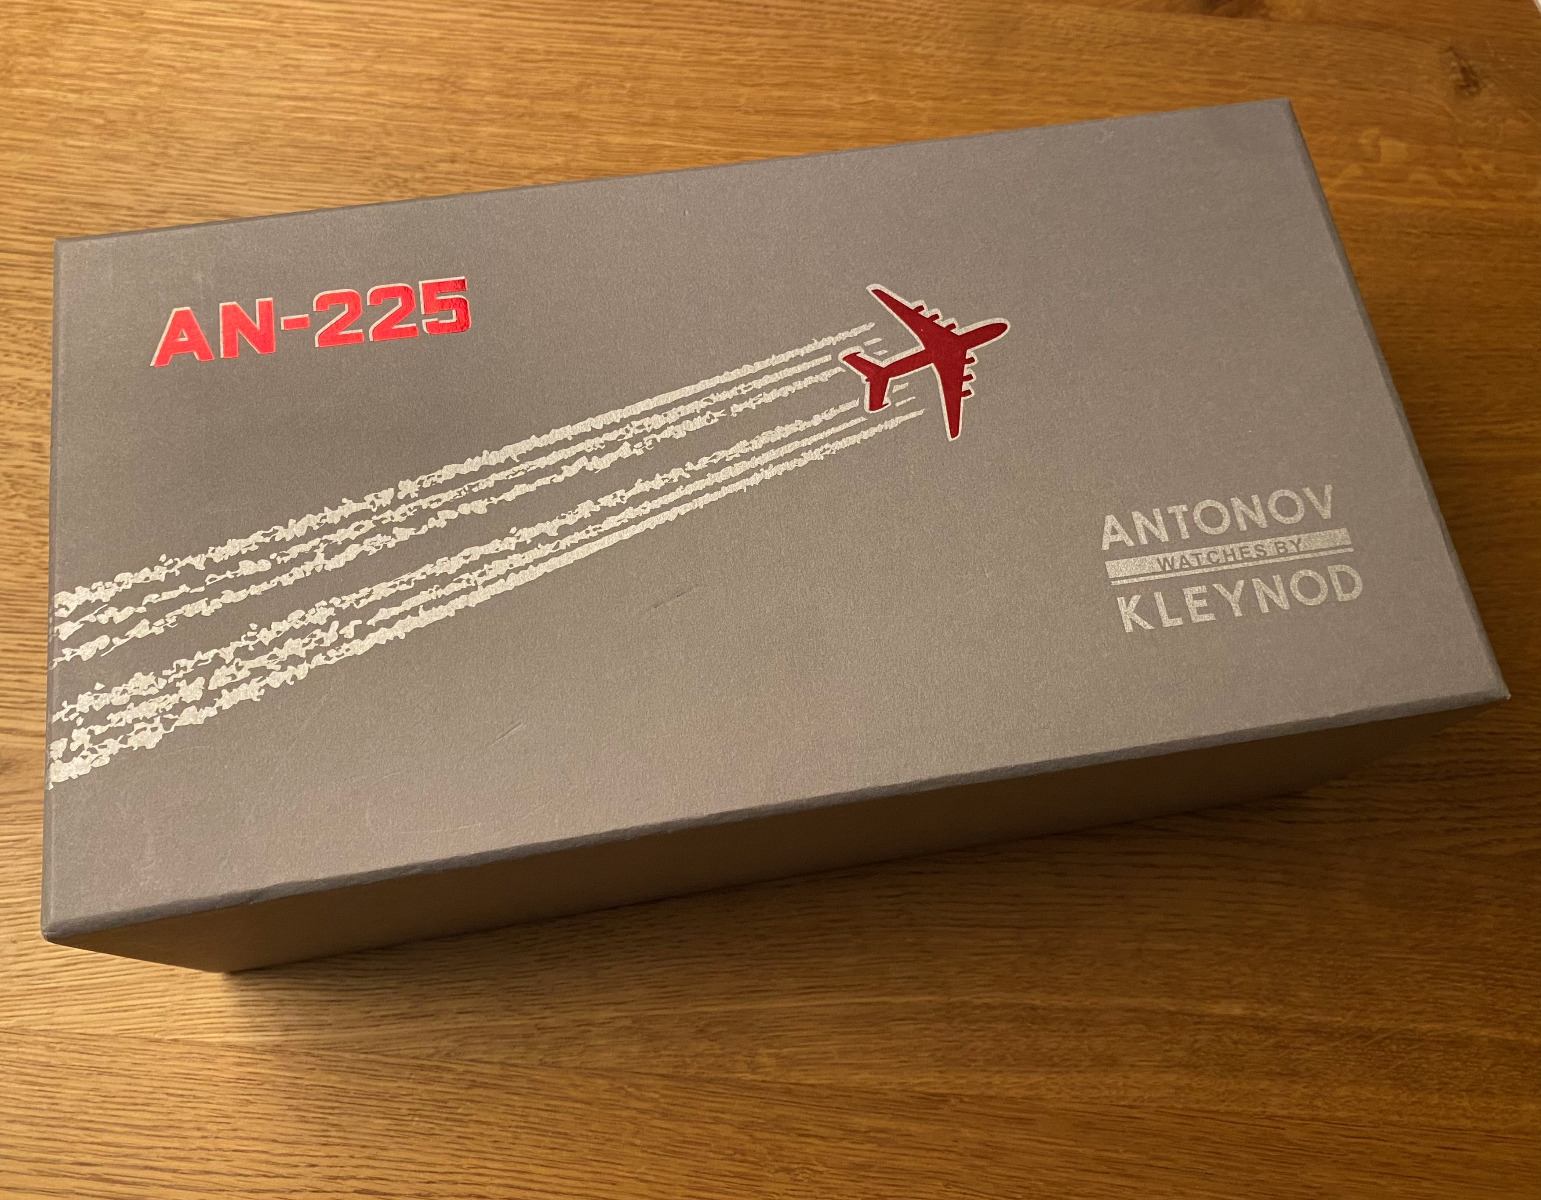 AN-225
ANTONOV
WATCHES BY
KLEYNOD